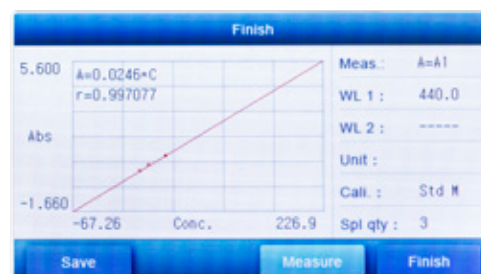 Finish
5.600
A=0.0246*C
r=0.997077
Abs
-1.660
-67.26 Conc. 226.9
Meas.: A=A1
WL 1 : 440.0
WL 2 : -----
Unit :
Cali. : Std M
Spl qty : 3
Save Measure Finish